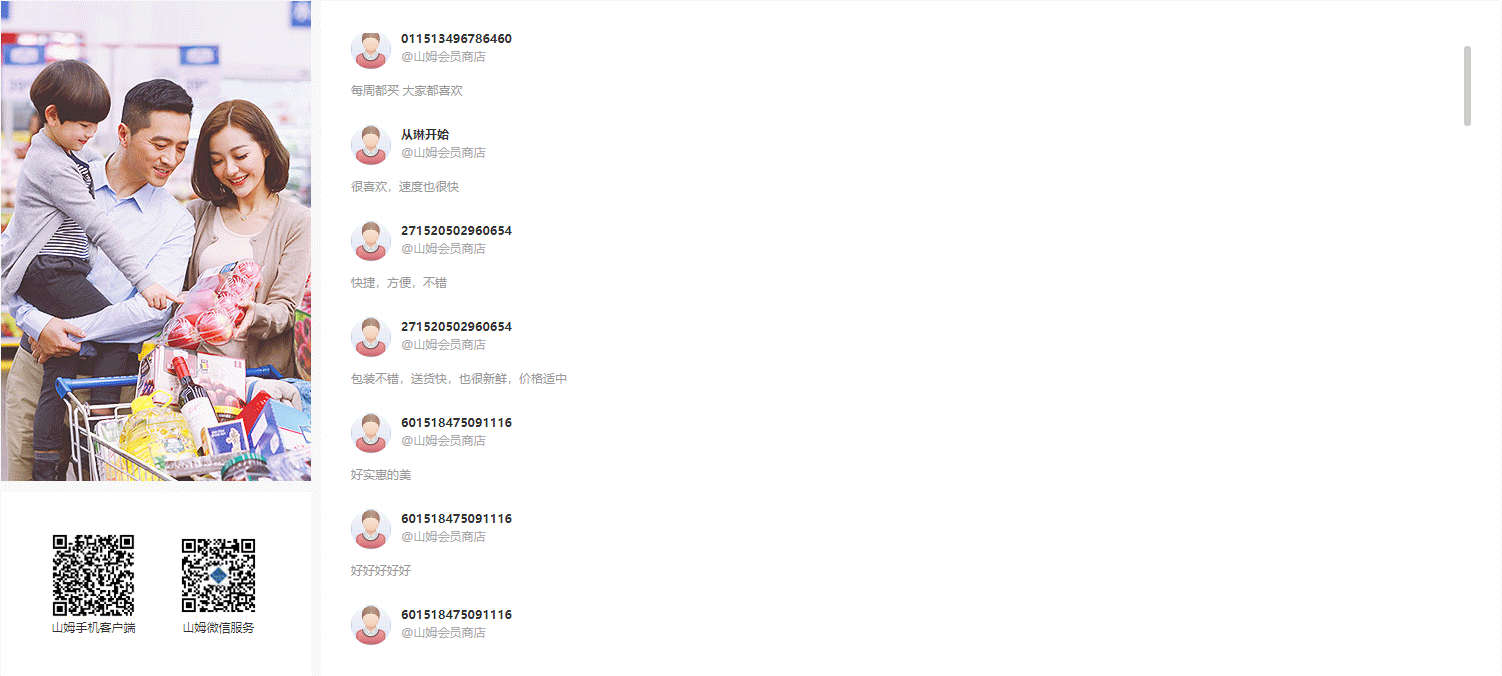 011513496786460
@山姆会员商店
每周都买 大家都喜欢
从琳开始
@山姆会员商店
很喜欢，速度也很快
271520502960654
@山姆会员商店
快捷，方便，不错
271520502960654
@山姆会员商店
包装不错，送货快，也很新鲜，价格适中
601518475091116
@山姆会员商店
好实惠的美
601518475091116
@山姆会员商店
好好好好好
601518475091116
@山姆会员商店
山姆手机客户端
山姆微信服务